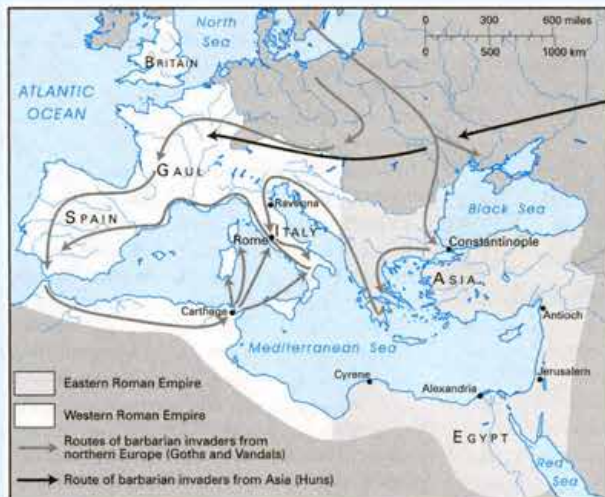 North
Sea
0 300 600 miles
0 500 1000 km
BRITAIN
ATLANTIC
OCEAN
GAUL
SPAIN
Ravenna
ITALY
Rome
Black Sea
Constantinople
ASIA
Carthage
Antioch
Mediterranean Sea
Cyrene
Alexandria
Jerusalem
EGYPT
Red
Sea
Eastern Roman Empire
Western Roman Empire
Routes of barbarian invaders from
northern Europe (Goths and Vandals)
Route of barbarian invaders from Asia (Huns)